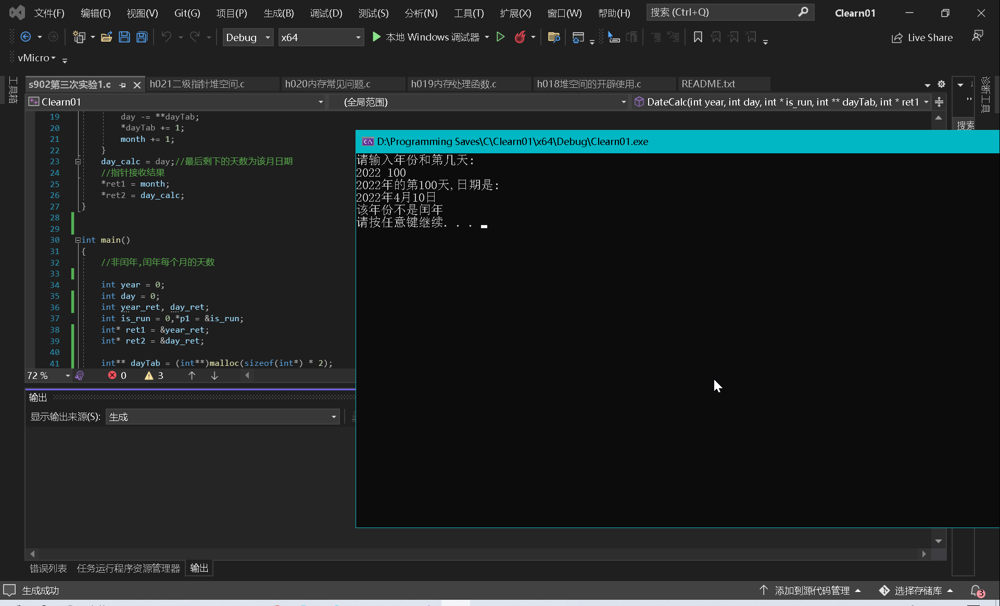 文件(F) 编辑(E) 视图(V) Git(G) 项目(P) 生成(B) 调试(D) 测试(S) 分析(N) 工具(T) 扩展(X) 窗口(W) 帮助(H) 搜索 (Ctrl+Q) Clearn01
Debug x64 本地 Windows 调试器 Live Share
vMicro
工具箱
s902第三次实验1.c h021二级指针堆空间.c h020内存常见问题.c h019内存处理函数.c h018堆空间的开辟使用.c README.txt
诊断工具
Clearn01 (全局范围) DateCalc(int year, int day, int * is_run, int ** dayTab, int * ret1
搜索
19 day -= **dayTab;
20 *dayTab += 1;
21 month += 1;
22 }
23 day_calc = day;//最后剩下的天数为该月日期
24 //指针接收结果
25 *ret1 = month;
26 *ret2 = day_calc;
27 }
28
29
30 int main()
31 {
32 //非闰年,闰年每个月的天数
33
34 int year = 0;
35 int day = 0;
36 int year_ret, day_ret;
37 int is_run = 0,*p1 = &is_run;
38 int* ret1 = &year_ret;
39 int* ret2 = &day_ret;
40
41 int** dayTab = (int**)malloc(sizeof(int*) * 2);
72 % 0 3
D:\Programming Saves\C\Clearn01\x64\Debug\Clearn01.exe
请输入年份和第几天:
2022 100
2022年的第100天,日期是:
2022年4月10日
该年份不是闰年
请按任意键继续. . .
输出
显示输出来源(S): 生成
错误列表 任务运行程序资源管理器 输出
生成成功 添加到源代码管理 选择存储库 3